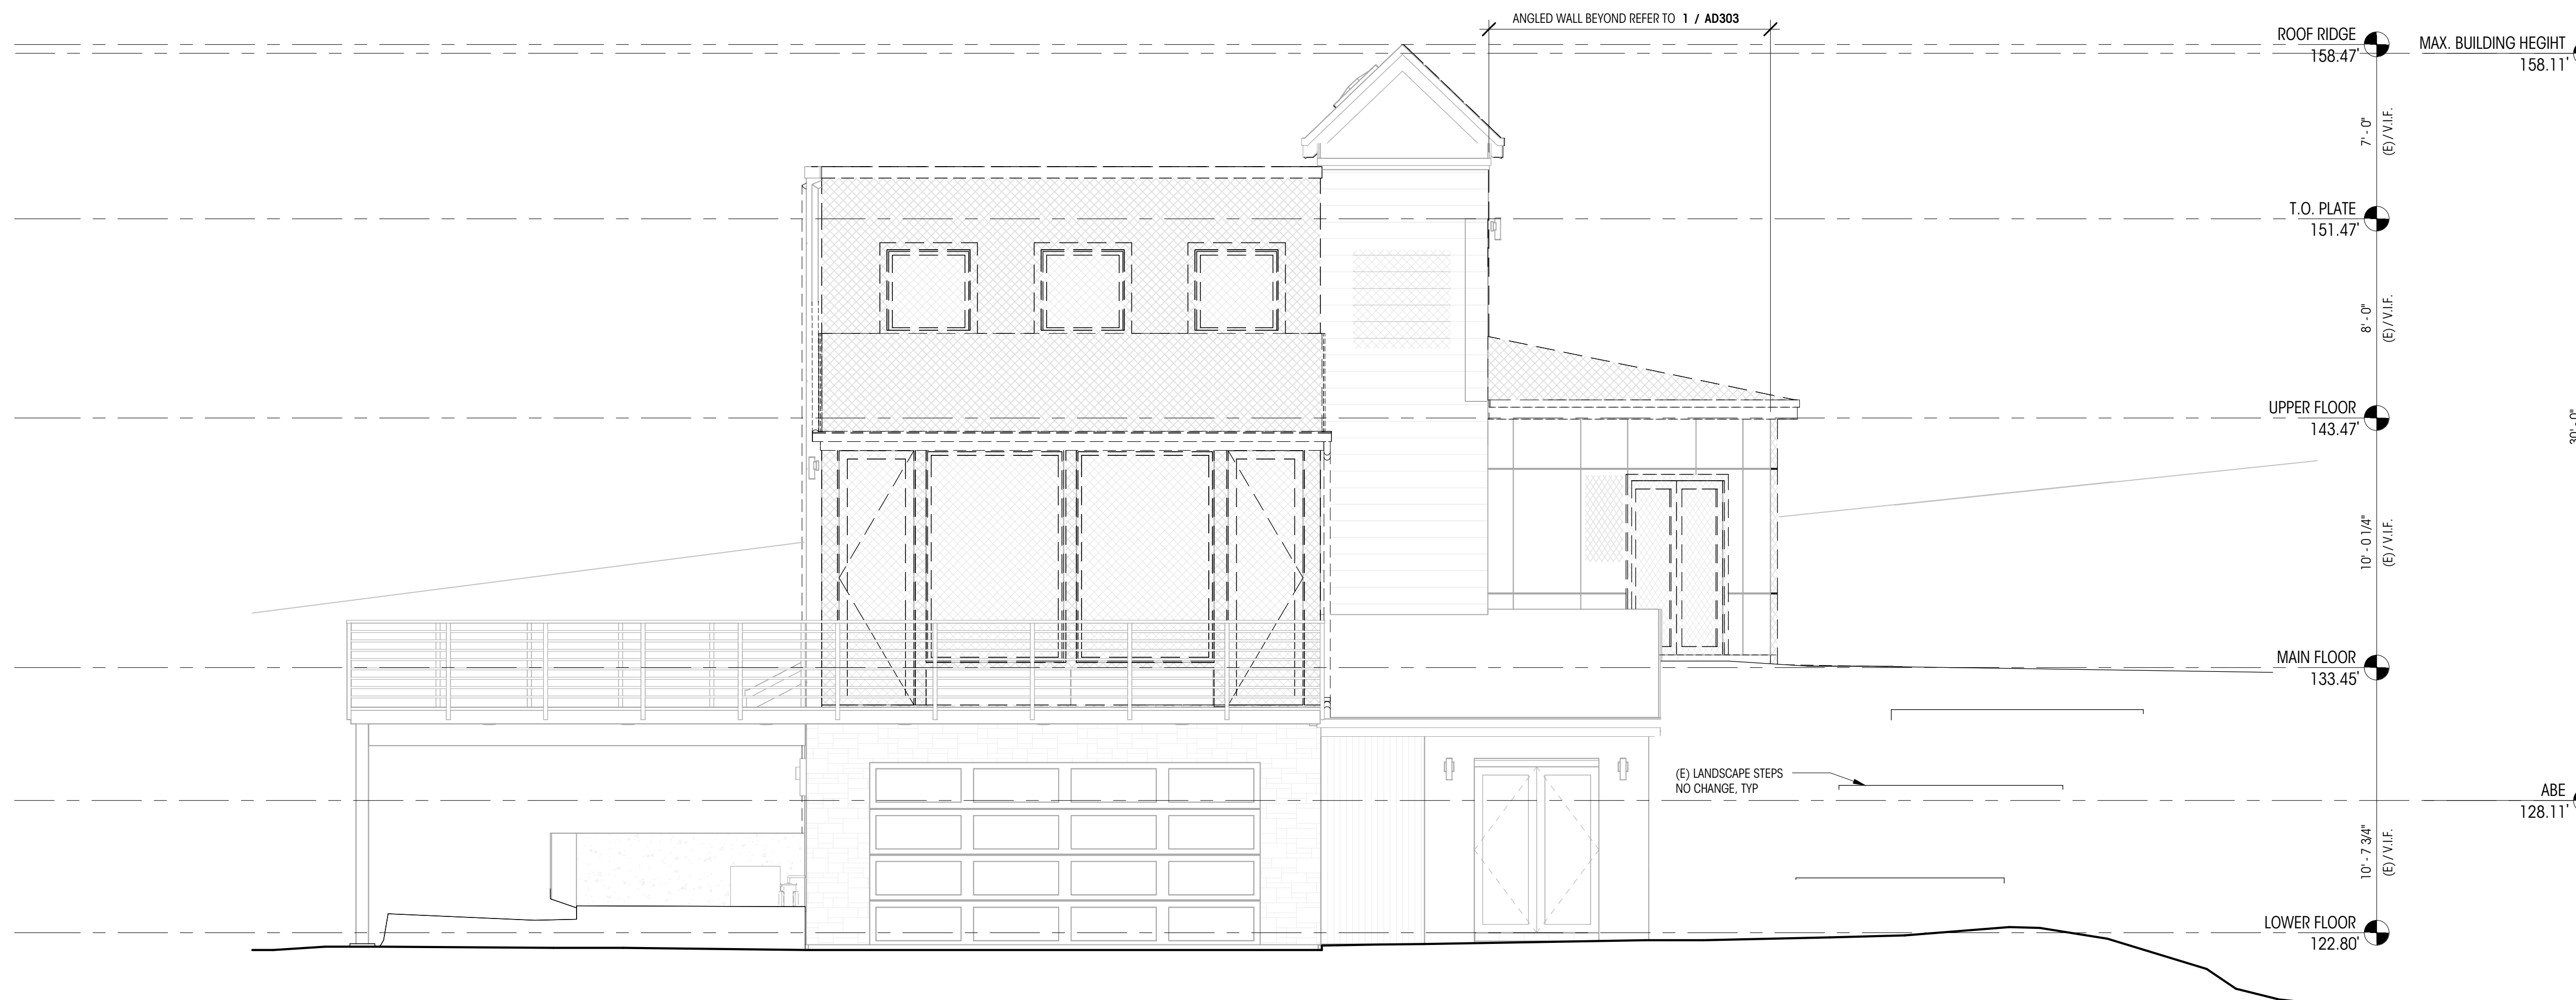 ANGLED WALL BEYOND REFER TO 1 / AD303
ROOF RIDGE
158.47'
MAX. BUILDING HEGIHT
158.11'
7' - 0"
(E) / V.I.F.
T.O. PLATE
151.47'
8' - 0"
(E) / V.I.F.
UPPER FLOOR
143.47'
30' - 0"
10' - 0 1/4"
(E) / V.I.F.
MAIN FLOOR
133.45'
(E) LANDSCAPE STEPS
NO CHANGE, TYP
ABE
128.11'
10' - 7 3/4"
(E) / V.I.F.
LOWER FLOOR
122.80'